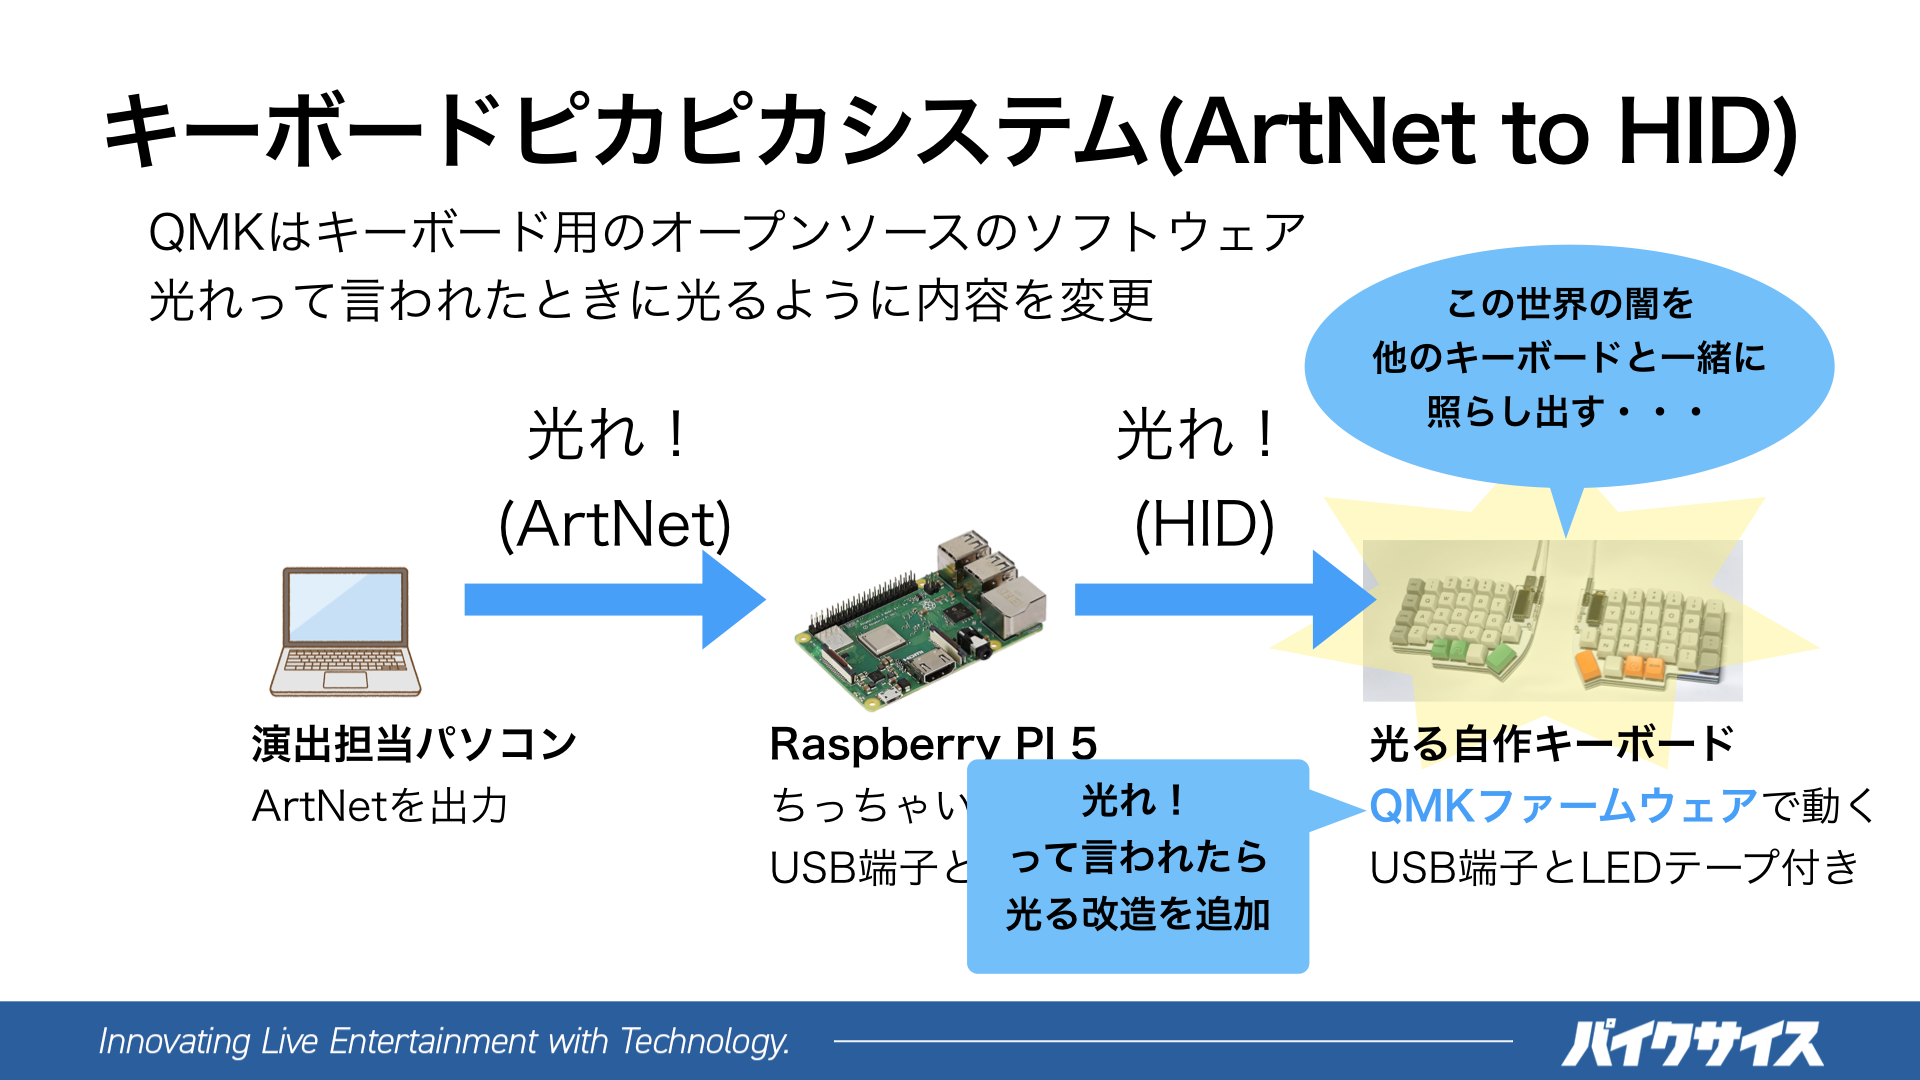 キーボードピカピカシステム(ArtNet to HID)
QMKはキーボード用のオープンソースのソフトウェア
光れって言われたときに光るように内容を変更
この世界の闇を
他のキーボードと一緒に
照らし出す・・・
光れ！
(ArtNet)
光れ！
(HID)
演出担当パソコン
ArtNetを出力
Raspberry PI 5
ちっちゃい
USB端子と
光れ！
って言われたら
光る改造を追加
光る自作キーボード
QMKファームウェアで動く
USB端子とLEDテープ付き
Innovating Live Entertainment with Technology.
バイクサイス